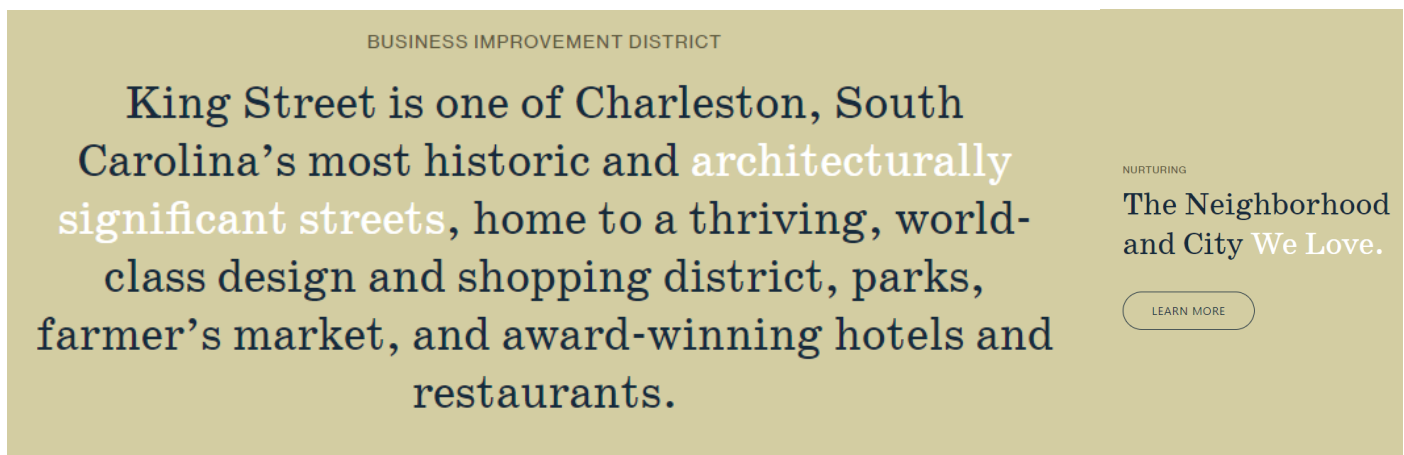 BUSINESS IMPROVEMENT DISTRICT
King Street is one of Charleston, South
Carolina’s most historic and architecturally
significant streets, home to a thriving, world-
class design and shopping district, parks,
farmer’s market, and award-winning hotels and
restaurants.
NURTURING
The Neighborhood
and City We Love.
LEARN MORE